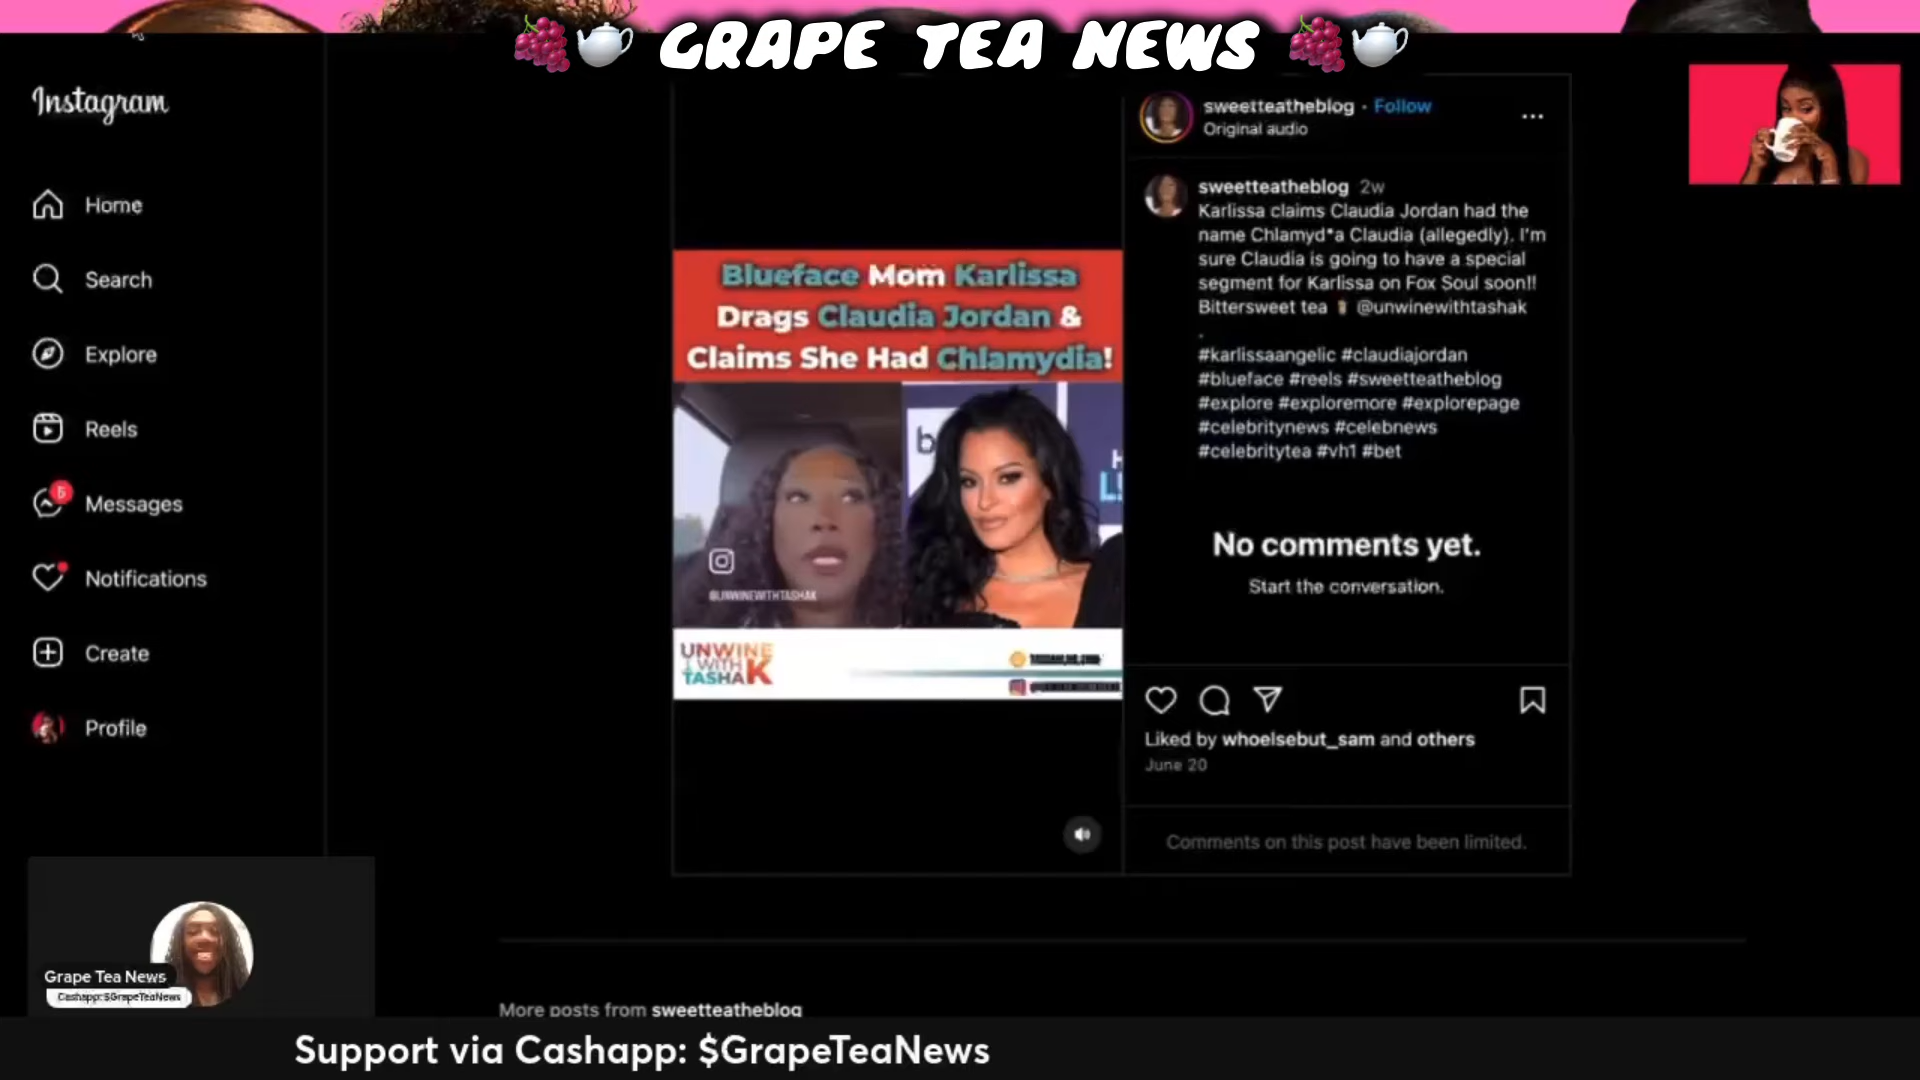 GRAPE TEA NEWS
Instagram
Home
Search
Explore
Reels
5
Messages
Notifications
Create
Profile
sweetteatheblog • Follow
Original audio
sweetteatheblog 2w
Karlissa claims Claudia Jordan had the
name Chlamyd*a Claudia (allegedly). I'm
sure Claudia is going to have a special
segment for Karlissa on Fox Soul soon!!
Bittersweet tea @unwinewithtashak
.
#karlissaangelic #claudiajordan
#blueface #reels #sweetteatheblog
#explore #exploremore #explorepage
#celebritynews #celebnews
#celebritytea #vh1 #bet
No comments yet.
Start the conversation.
Liked by whoelsebut_sam and others
June 20
Comments on this post have been limited.
Blueface Mom Karlissa
Drags Claudia Jordan &
Claims She Had Chlamydia!
@UNWINEWITHTASHAK
UNWINE
WITH
TASHA K
More posts from sweetteatheblog
Grape Tea News
Cashapp: $GrapeTeaNews
Support via Cashapp: $GrapeTeaNews